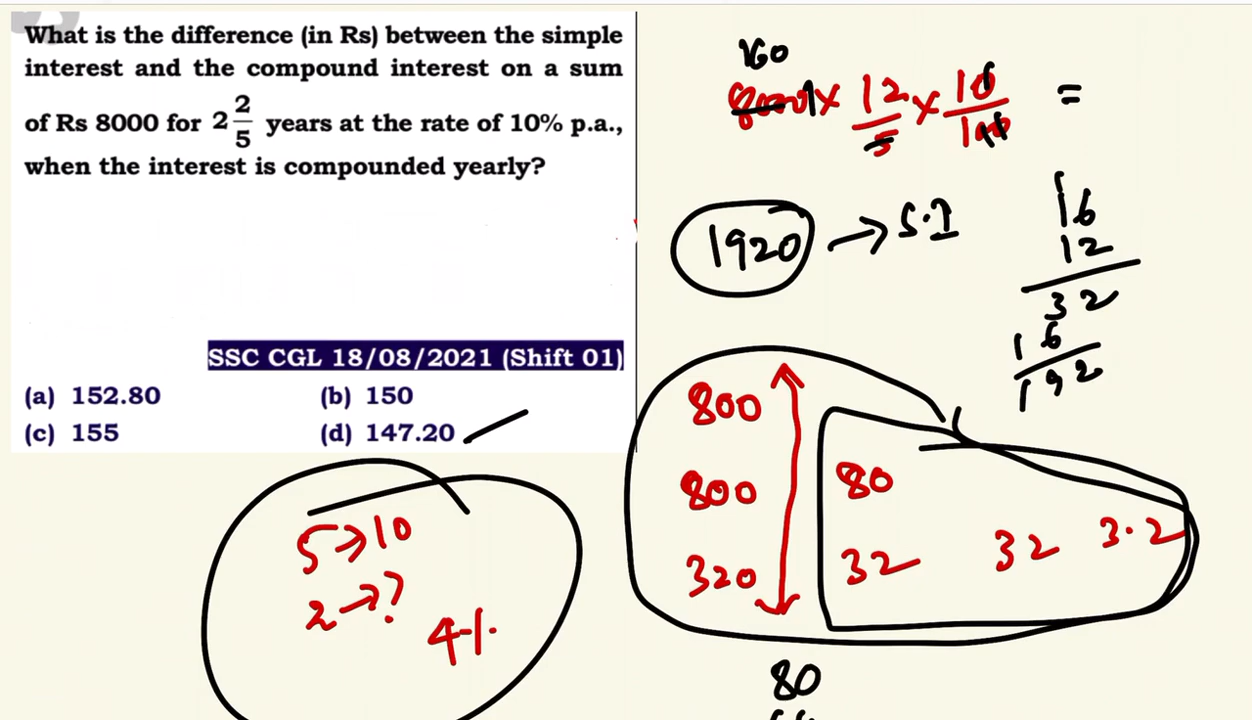 What is the difference (in Rs) between the simple
interest and the compound interest on a sum
of Rs 8000 for 2 2/5 years at the rate of 10% p.a.,
when the interest is compounded yearly?
SSC CGL 18/08/2021 (Shift 01)
(a) 152.80 (b) 150
(c) 155 (d) 147.20
160
× 12/5 × 10/100 =
1920 → S.I
16
12
32
16
192
800
800 80
320 32 32 3.2
5 → 10
2 → ?
4%
80